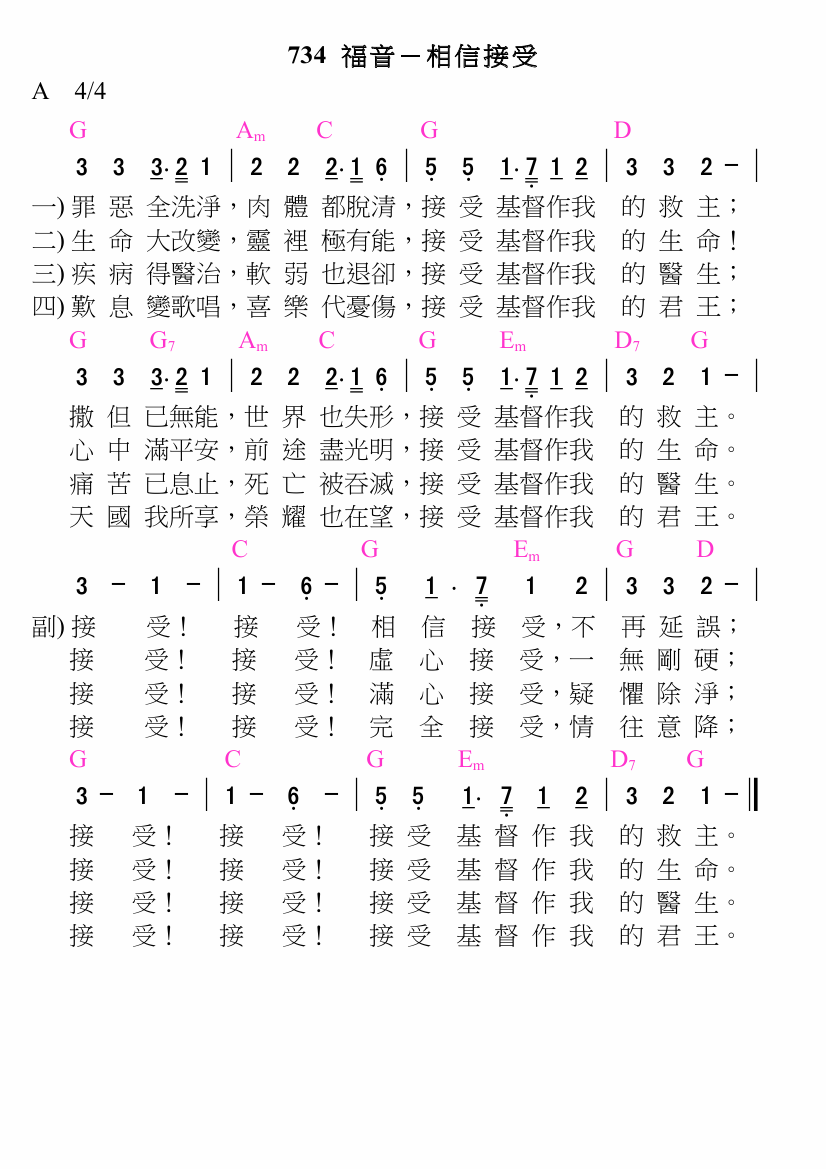 734 福音－相信接受
A 4/4
G Am C G D
3 3 3· 2 1 | 2 2 2· 1 6 | 5 5 1· 7 1 2 | 3 3 2 － |
一) 罪 惡 全洗淨，肉 體 都脫清，接 受 基督作我 的 救 主；
二) 生 命 大改變，靈 裡 極有能，接 受 基督作我 的 生 命！
三) 疾 病 得醫治，軟 弱 也退卻，接 受 基督作我 的 醫 生；
四) 歎 息 變歌唱，喜 樂 代憂傷，接 受 基督作我 的 君 王；
G G7 Am C G Em D7 G
3 3 3· 2 1 | 2 2 2· 1 6 | 5 5 1· 7 1 2 | 3 2 1 － |
撒 但 已無能，世 界 也失形，接 受 基督作我 的 救 主。
心 中 滿平安，前 途 盡光明，接 受 基督作我 的 生 命。
痛 苦 已息止，死 亡 被吞滅，接 受 基督作我 的 醫 生。
天 國 我所享，榮 耀 也在望，接 受 基督作我 的 君 王。
C G Em G D
3 － 1 － | 1 － 6 － | 5 1 · 7 1 2 | 3 3 2 － |
副) 接 受！ 接 受！ 相 信 接 受，不 再 延 誤；
接 受！ 接 受！ 虛 心 接 受，一 無 剛 硬；
接 受！ 接 受！ 滿 心 接 受，疑 懼 除 淨；
接 受！ 接 受！ 完 全 接 受，情 往 意 降；
G C G Em D7 G
3 － 1 － | 1 － 6 － | 5 5 1· 7 1 2 | 3 2 1 － ‖
接 受！ 接 受！ 接 受 基 督 作 我 的 救 主。
接 受！ 接 受！ 接 受 基 督 作 我 的 生 命。
接 受！ 接 受！ 接 受 基 督 作 我 的 醫 生。
接 受！ 接 受！ 接 受 基 督 作 我 的 君 王。